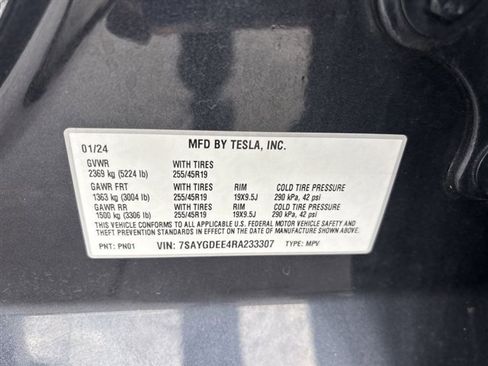 01/24 MFD BY TESLA, INC.
GVWR WITH TIRES
2369 kg (5224 lb) 255/45R19
GAWR FRT WITH TIRES RIM COLD TIRE PRESSURE
1363 kg (3004 lb) 255/45R19 19X9.5J 290 kPa, 42 psi
GAWR RR WITH TIRES RIM COLD TIRE PRESSURE
1500 kg (3306 lb) 255/45R19 19X9.5J 290 kPa, 42 psi
THIS VEHICLE CONFORMS TO ALL APPLICABLE U.S. FEDERAL MOTOR VEHICLE SAFETY AND
THEFT PREVENTION STANDARDS IN EFFECT ON THE DATE OF MANUFACTURE SHOWN ABOVE.
PNT: PN01 VIN: 7SAYGDEE4RA233307 TYPE: MPV